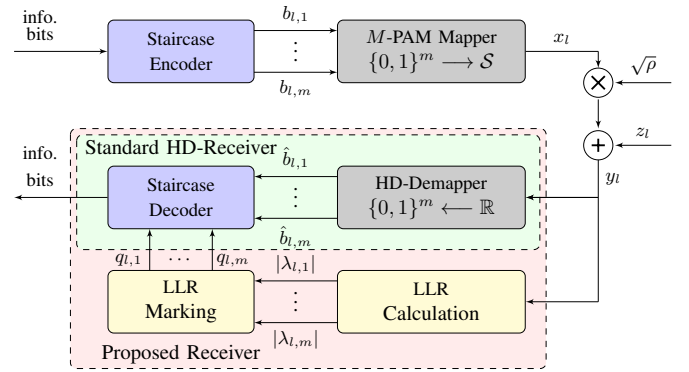 info.
bits
Staircase
Encoder
b_{l,1}
⋮
b_{l,m}
M-PAM Mapper
{0, 1}^m ⟶ 𝒮
x_l
√ρ
z_l
y_l
Standard HD-Receiver
info.
bits
Staircase
Decoder
b̂_{l,1}
⋮
b̂_{l,m}
HD-Demapper
{0, 1}^m ⟵ ℝ
q_{l,1} ⋯ q_{l,m}
LLR
Marking
|λ_{l,1}|
⋮
|λ_{l,m}|
LLR
Calculation
Proposed Receiver